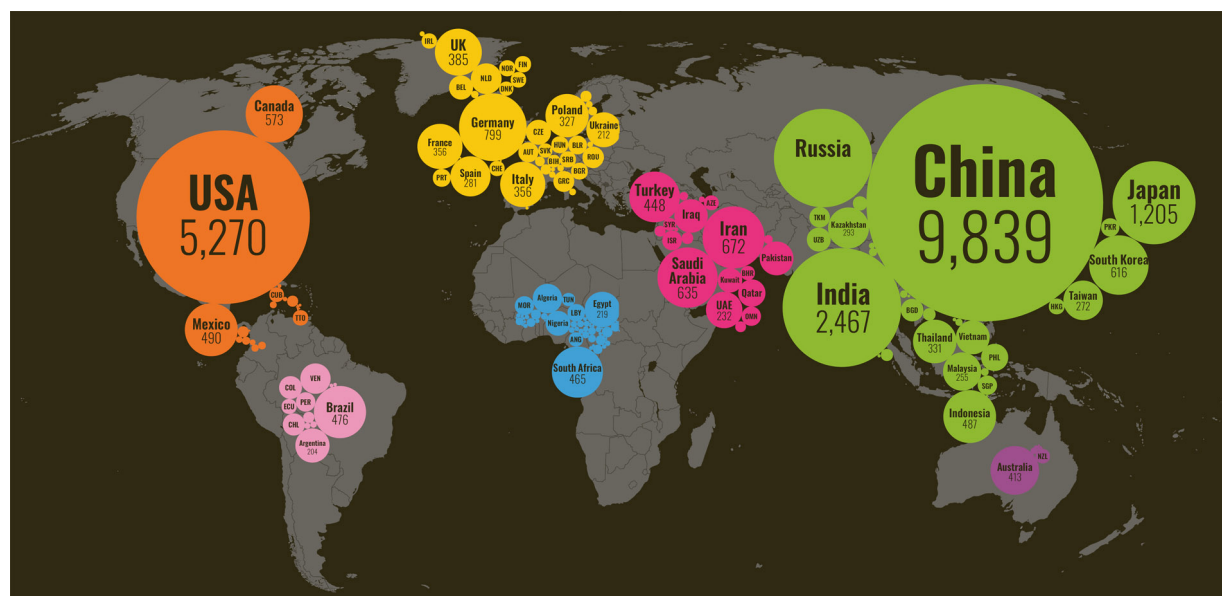 IRL
UK
385
NOR
FIN
BEL
NLD
SWE
DNK
Canada
573
Germany
799
Poland
327
Ukraine
212
CZE
France
356
AUT
SVK
HUN
BLR
BIH
SRB
ROU
PRT
Spain
281
CHE
Italy
356
GRC
BGR
USA
5,270
CUB
TTO
Mexico
490
COL
VEN
ECU
PER
Brazil
476
CHL
Argentina
204
Turkey
448
AZE
Iraq
SYR
ISR
Iran
672
Saudi
Arabia
635
Pakistan
Kuwait
BHR
Qatar
UAE
232
OMN
MOR
Algeria
TUN
LBY
Egypt
219
Nigeria
ANG
South Africa
465
Russia
China
9,839
Japan
1,205
TKM
Kazakhstan
293
UZB
PKR
South Korea
616
India
2,467
Taiwan
272
HKG
BGD
Thailand
331
Vietnam
PHL
Malaysia
255
SGP
Indonesia
487
Australia
413
NZL